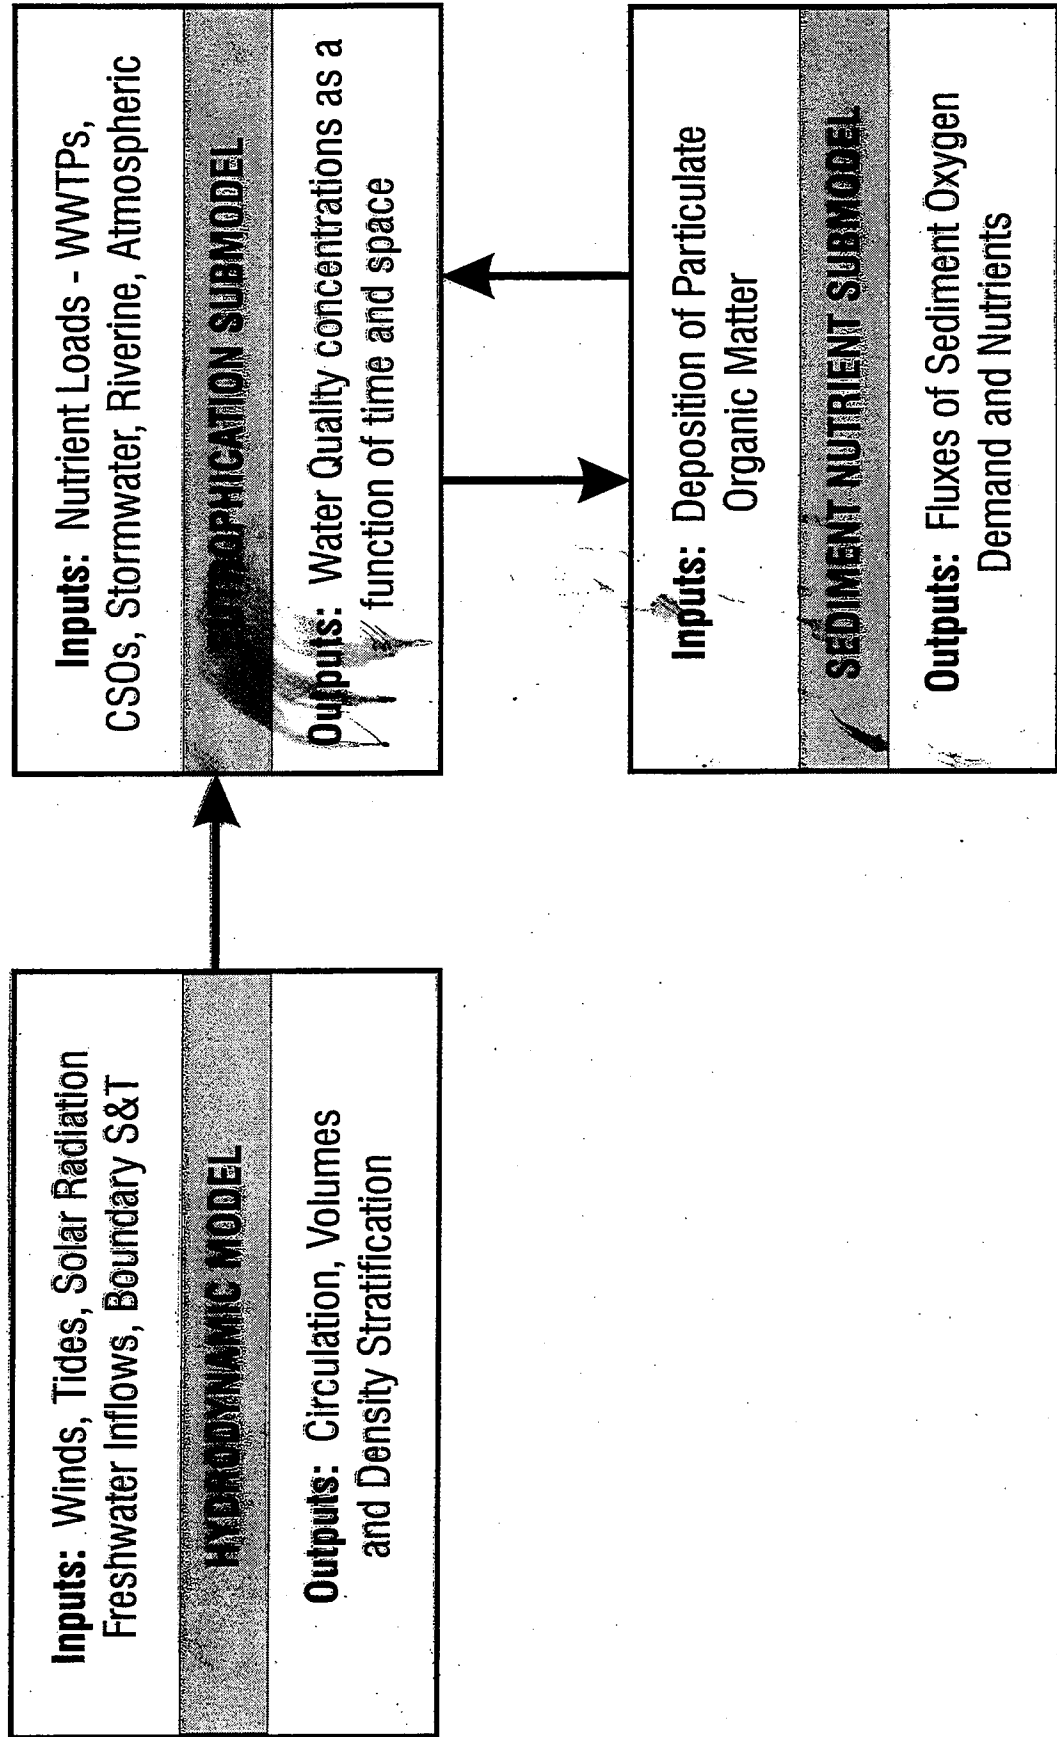 Inputs: Winds, Tides, Solar Radiation
Freshwater Inflows, Boundary S&T
HYDRODYNAMIC MODEL
Outputs: Circulation, Volumes
and Density Stratification
Inputs: Nutrient Loads - WWTPs,
CSOs, Stormwater, Riverine, Atmospheric
EUTROPHICATION SUBMODEL
Outputs: Water Quality concentrations as a
function of time and space
Inputs: Deposition of Particulate
Organic Matter
SEDIMENT NUTRIENT SUBMODEL
Outputs: Fluxes of Sediment Oxygen
Demand and Nutrients